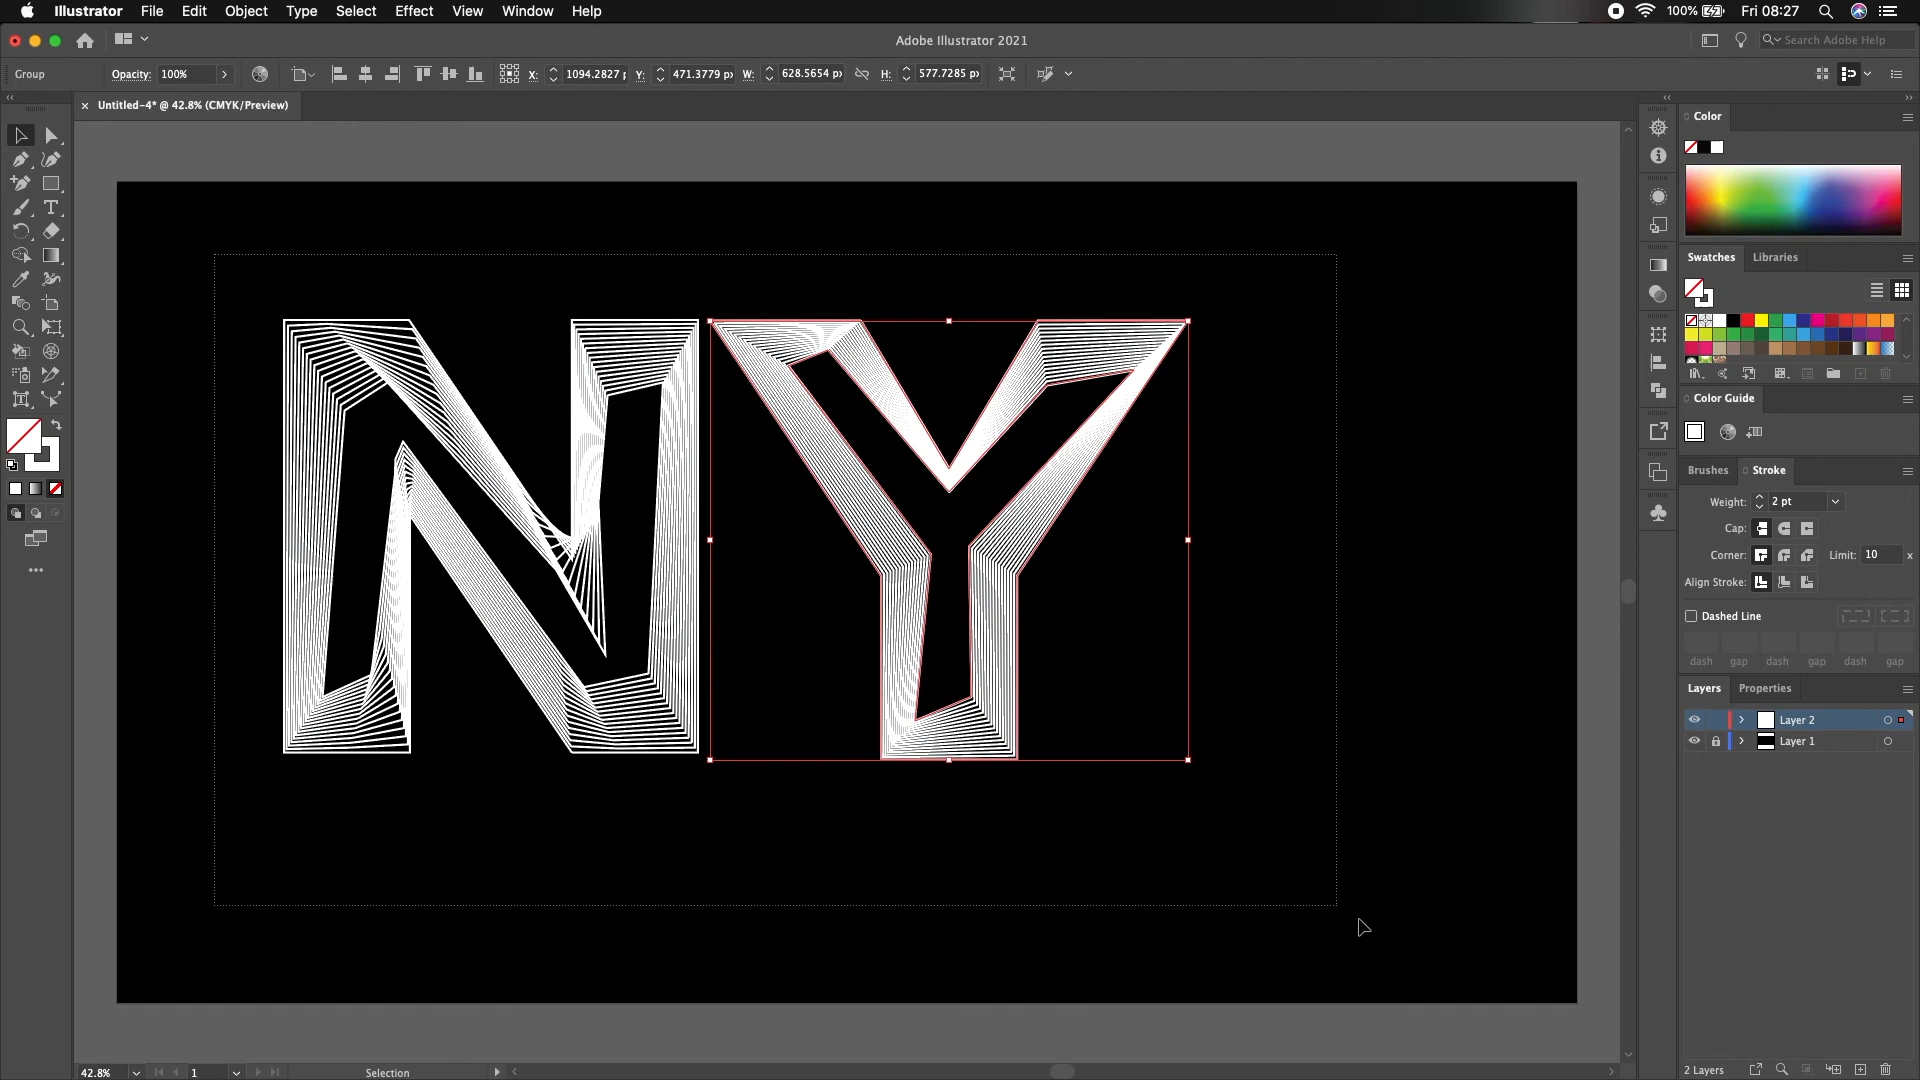 Illustrator File Edit Object Type Select Effect View Window Help
100% Fri 08:27
Adobe Illustrator 2021
Search Adobe Help
Group
Opacity: 100%
X: 1094.2827 Y: 471.3779 px W: 628.5654 px H: 577.7285 px
× Untitled-4* @ 42.8% (CMYK/Preview)
NY
Color
Swatches Libraries
Color Guide
Brushes Stroke
Weight: 2 pt
Cap:
Corner: Limit: 10 x
Align Stroke:
Dashed Line
dash gap dash gap dash gap
Layers Properties
Layer 2
Layer 1
2 Layers
42.8% 1 Selection